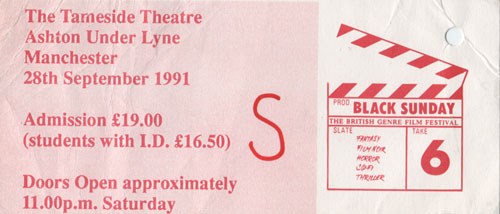 The Tameside Theatre
Ashton Under Lyne
Manchester
28th September 1991
Admission £19.00
(students with I.D. £16.50)
Doors Open approximately
11.00p.m. Saturday
S
PROD BLACK SUNDAY
THE BRITISH GENRE FILM FESTIVAL
SLATE
FANTASY
FILM NOIR
HORROR
SCI-FI
THRILLER
TAKE
6